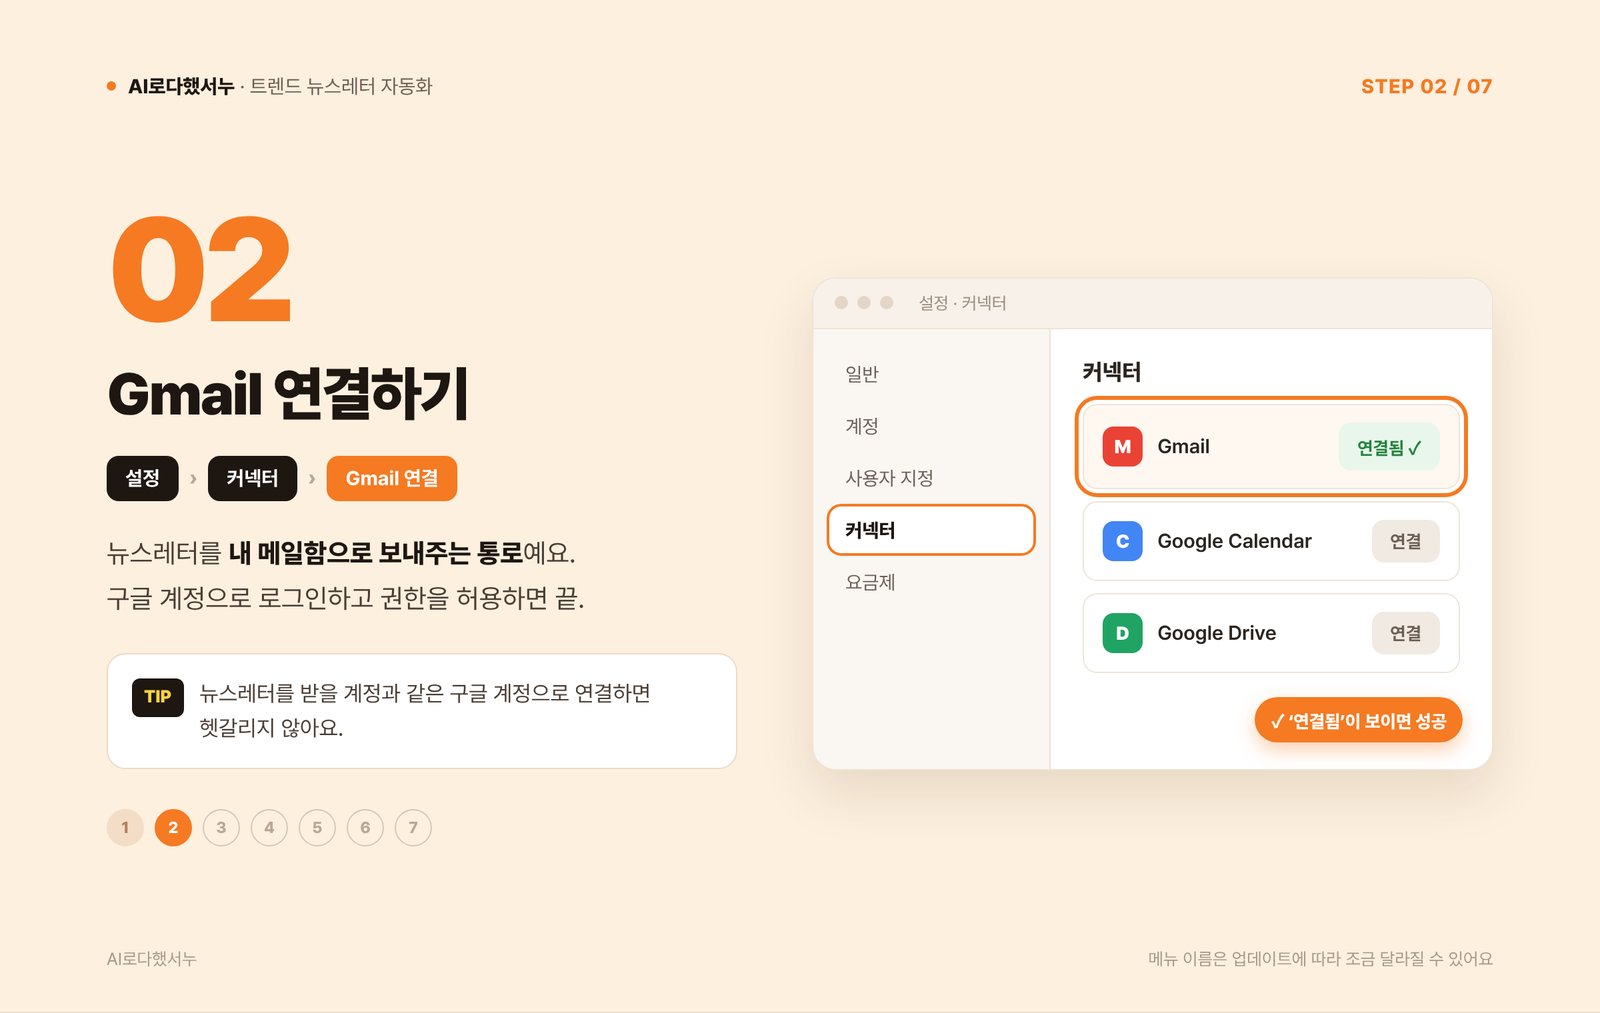 AI로다했서누 · 트렌드 뉴스레터 자동화
STEP 02 / 07
02
Gmail 연결하기
설정 › 커넥터 › Gmail 연결
뉴스레터를 내 메일함으로 보내주는 통로예요.
구글 계정으로 로그인하고 권한을 허용하면 끝.
TIP
뉴스레터를 받을 계정과 같은 구글 계정으로 연결하면
헷갈리지 않아요.
1 2 3 4 5 6 7
설정 · 커넥터
일반
계정
사용자 지정
커넥터
요금제
커넥터
M Gmail 연결됨 ✓
C Google Calendar 연결
D Google Drive 연결
✓ ‘연결됨’이 보이면 성공
AI로다했서누
메뉴 이름은 업데이트에 따라 조금 달라질 수 있어요